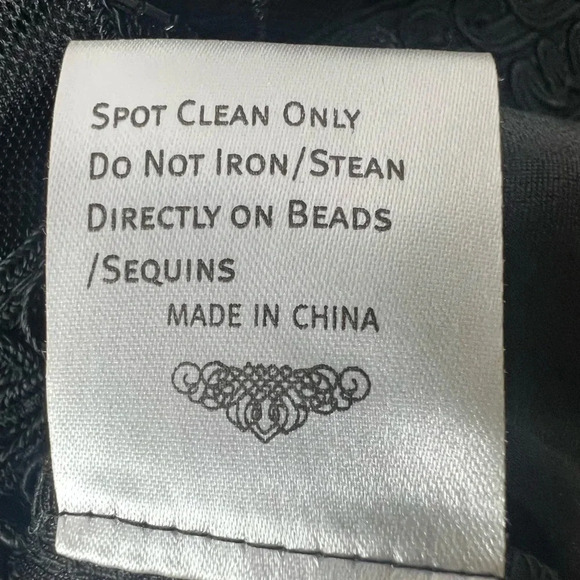 SPOT CLEAN ONLY
DO NOT IRON/STEAN
DIRECTLY ON BEADS
/SEQUINS
MADE IN CHINA